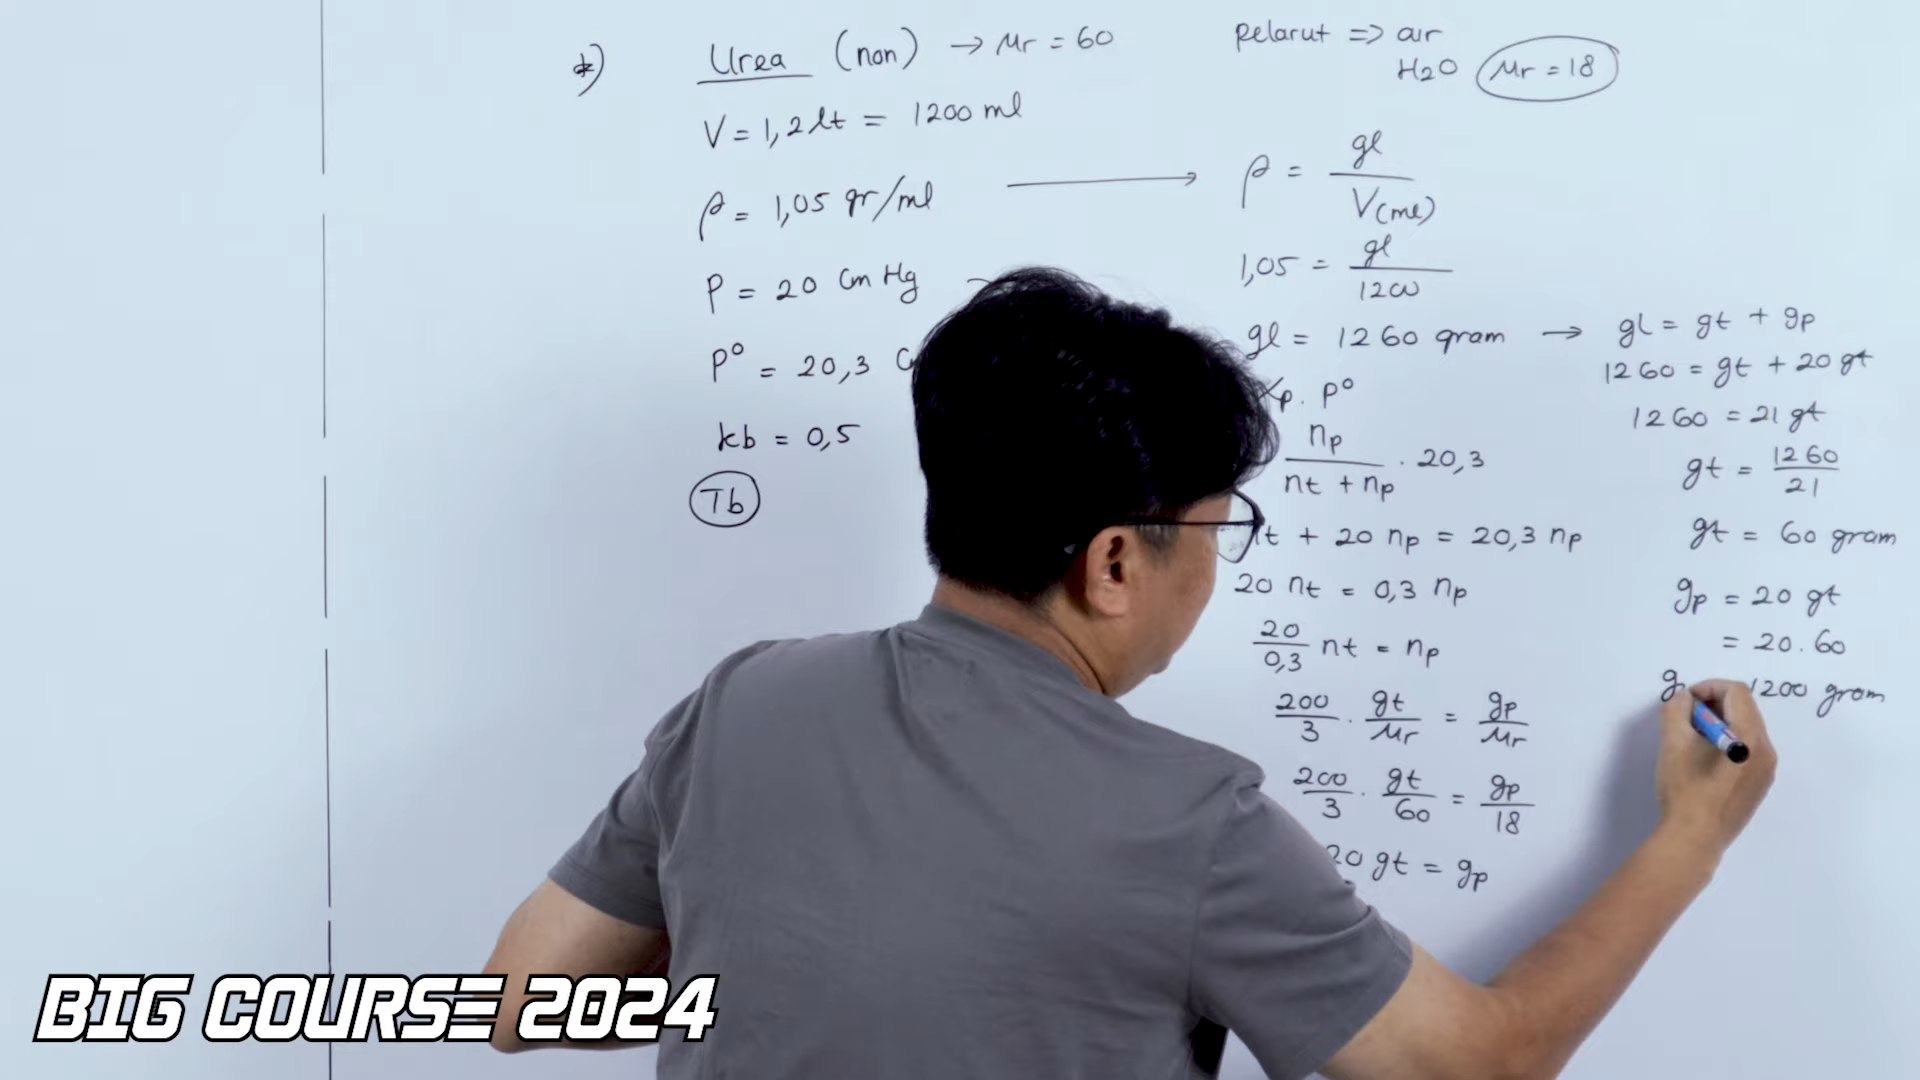 *) Urea (non) → Mr = 60
V = 1,2 lt = 1200 ml
ρ = 1,05 gr/ml →
P = 20 Cm Hg
P° = 20,3
kb = 0,5
Tb
pelarut => air
H2O Mr = 18
ρ = gl / V(ml)
1,05 = gl / 1200
gl = 1260 gram →
Xp . P°
np / nt + np . 20,3
nt + 20 np = 20,3 np
20 nt = 0,3 np
20/0,3 nt = np
200/3 . gt/Mr = gp/Mr
200/3 . gt/60 = gp/18
20 gt = gp
gl = gt + gp
1260 = gt + 20 gt
1260 = 21 gt
gt = 1260/21
gt = 60 gram
gp = 20 gt
= 20 . 60
g 1200 gram
BIG COURSE 2024